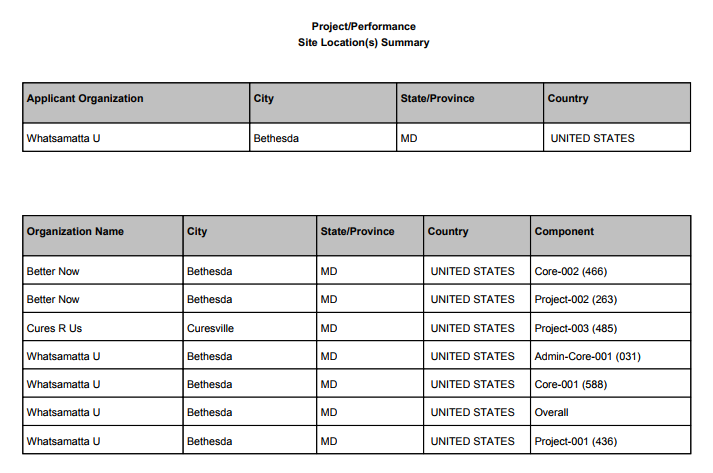 Project/Performance
Site Location(s) Summary
Applicant Organization City State/Province Country
Whatsamatta U Bethesda MD UNITED STATES
Organization Name City State/Province Country Component
Better Now Bethesda MD UNITED STATES Core-002 (466)
Better Now Bethesda MD UNITED STATES Project-002 (263)
Cures R Us Curesville MD UNITED STATES Project-003 (485)
Whatsamatta U Bethesda MD UNITED STATES Admin-Core-001 (031)
Whatsamatta U Bethesda MD UNITED STATES Core-001 (588)
Whatsamatta U Bethesda MD UNITED STATES Overall
Whatsamatta U Bethesda MD UNITED STATES Project-001 (436)